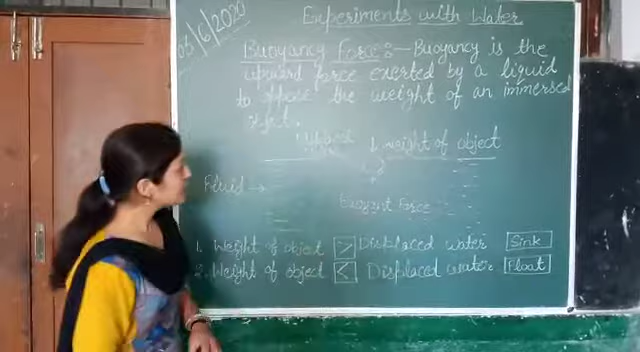 03/6/2020
Experiments with Water
Buoyancy Force:- Buoyancy is the
upward force exerted by a liquid
to oppose the weight of an immersed
object.
weight of object
Fluid →
Buoyant Force
1. Weight of object > Displaced water Sink
2. Weight of object < Displaced water Float